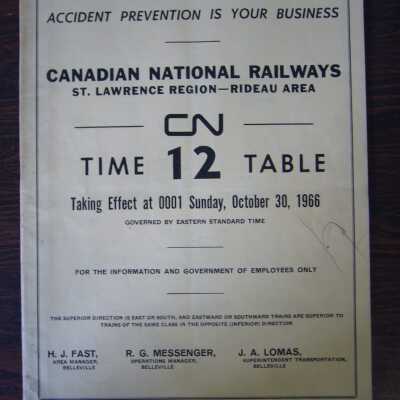 ACCIDENT PREVENTION IS YOUR BUSINESS
CANADIAN NATIONAL RAILWAYS
ST. LAWRENCE REGION—RIDEAU AREA
CN
TIME 12 TABLE
Taking Effect at 0001 Sunday, October 30, 1966
GOVERNED BY EASTERN STANDARD TIME
FOR THE INFORMATION AND GOVERNMENT OF EMPLOYEES ONLY
THE SUPERIOR DIRECTION IS EAST OR SOUTH, AND EASTWARD OR SOUTHWARD TRAINS ARE SUPERIOR TO
TRAINS OF THE SAME CLASS IN THE OPPOSITE (INFERIOR) DIRECTION
H. J. FAST, R. G. MESSENGER, J. A. LOMAS,
AREA MANAGER, OPERATIONS MANAGER, SUPERINTENDENT TRANSPORTATION,
BELLEVILLE BELLEVILLE BELLEVILLE